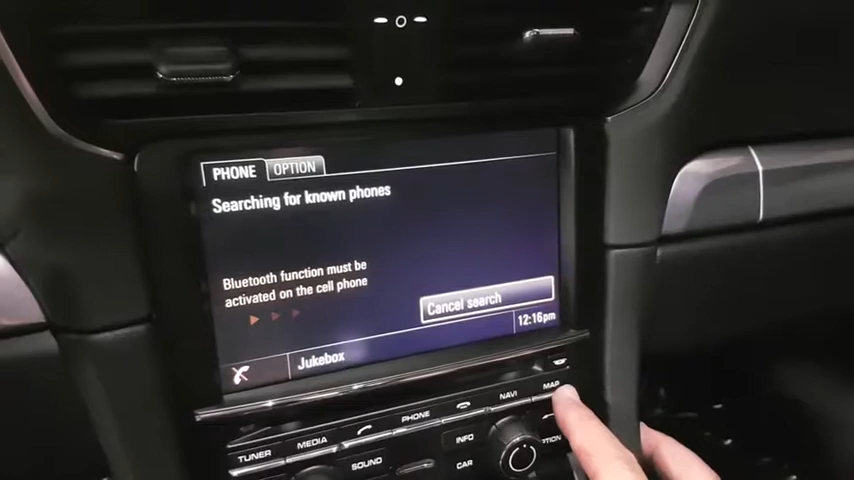 PHONE
OPTION
Searching for known phones
Bluetooth function must be
activated on the cell phone
Cancel search
12:16PM
Jukebox
NAVI
MAP
PHONE
MEDIA
TUNER
SOUND
INFO
CAR